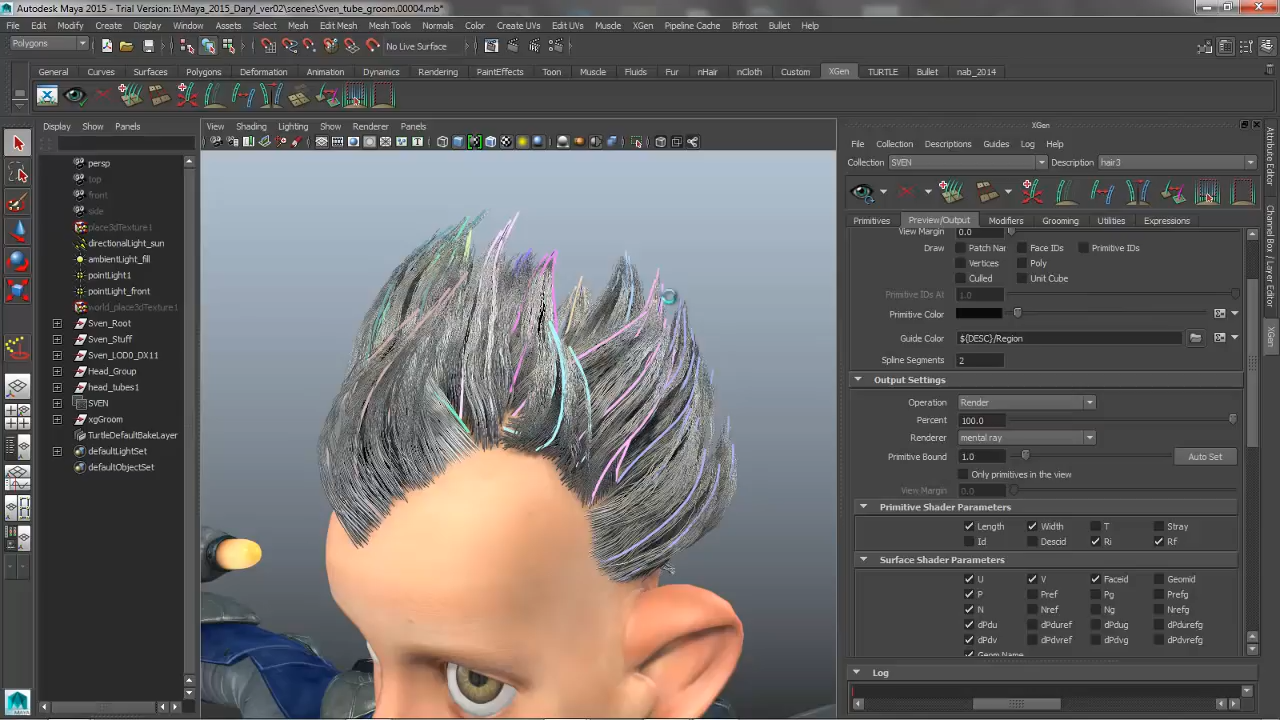 Autodesk Maya 2015 - Trial Version: I:\Maya_2015_Daryl_ver02\scenes\Sven_tube_groom.00004.mb*
File Edit Modify Create Display Window Assets Select Mesh Edit Mesh Proxy Normals Color Create UVs Edit UVs Muscle XGen Pipeline Cache Bifrost Bullet Help
Polygons No Live Surface
General Curves Surfaces Polygons Deformation Animation Dynamics Rendering PaintEffects Toon Muscle Fluids Fur nHair nCloth Custom XGen TURTLE Bullet nab_2014
Display Show Panels
View Shading Lighting Show Renderer Panels
persp
top
front
side
place3dTexture1
directionalLight_sun
ambientLight_fill
pointLight1
pointLight_front
world_place3dTexture1
Sven_Root
Sven_Stuff
Sven_LOD0_DX11
Head_Group
head_tubes1
SVEN
xgGroom
TurtleDefaultBakeLayer
defaultLightSet
defaultObjectSet
XGen
File Collection Descriptions Guides Log Help
Collection SVEN Description hair3
Primitives Preview/Output Modifiers Grooming Utilities Expressions
View Margin 0.0
Draw Patch Nar Face IDs Primitive IDs
Vertices Poly
Culled Unit Cube
Primitive IDs At 1.0
Primitive Color
Guide Color ${DESC}/Region
Spline Segments 2
Output Settings
Operation Render
Percent 100.0
Renderer mental ray
Primitive Bound 1.0 Auto Set
Only primitives in the view
View Margin 0.0
Primitive Shader Parameters
Length Width T Stray
Id Descid Ri Rf
Surface Shader Parameters
U V Faceid Geomid
P Pref Pg Prefg
N Nref Ng Nrefg
dPdu dPduref dPdug dPdurefg
dPdv dPdvref dPdvg dPdvrefg
Geom Name
Log
Attribute Editor
Channel Box / Layer Editor
XGen